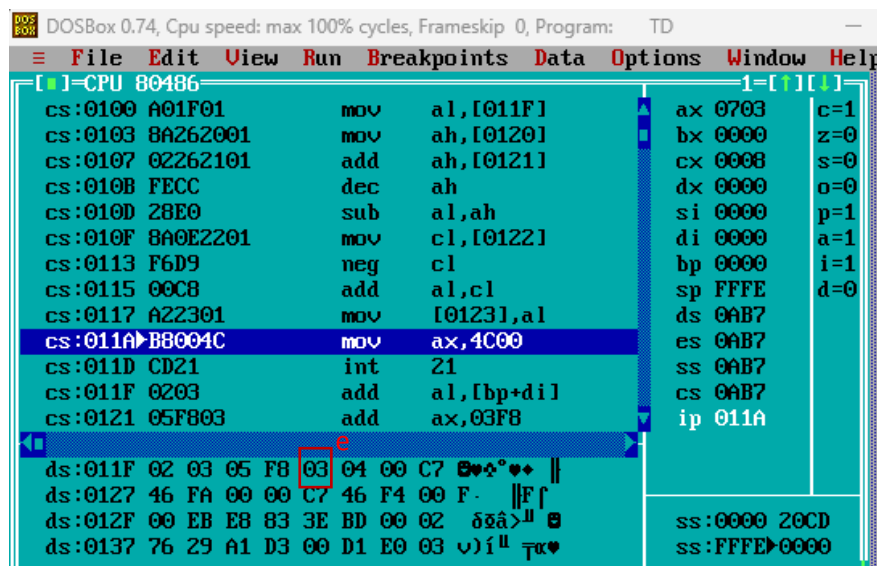 DOSBox 0.74, Cpu speed: max 100% cycles, Frameskip 0, Program: TD
≡ File Edit View Run Breakpoints Data Options Window Help
[■]=CPU 80486 1=[↑][↓]
cs:0100 A01F01 mov al,[011F] ax 0703 c=1
cs:0103 8A262001 mov ah,[0120] bx 0000 z=0
cs:0107 02262101 add ah,[0121] cx 0008 s=0
cs:010B FECC dec ah dx 0000 o=0
cs:010D 28E0 sub al,ah si 0000 p=1
cs:010F 8A0E2201 mov cl,[0122] di 0000 a=1
cs:0113 F6D9 neg cl bp 0000 i=1
cs:0115 00C8 add al,cl sp FFFE d=0
cs:0117 A22301 mov [0123],al ds 0AB7
cs:011A►B8004C mov ax,4C00 es 0AB7
cs:011D CD21 int 21 ss 0AB7
cs:011F 0203 add al,[bp+di] cs 0AB7
cs:0121 05F803 add ax,03F8 ip 011A
e
ds:011F 02 03 05 F8 03 04 00 C7 ☻♥♣°♥♦ ╟
ds:0127 46 FA 00 00 C7 46 F4 00 F· ╟F⌠
ds:012F 00 EB E8 83 3E BD 00 02 δΦâ>╜ ☻ ss:0000 20CD
ds:0137 76 29 A1 D3 00 D1 E0 03 v)í╙ ╤α♥ ss:FFFE►0000